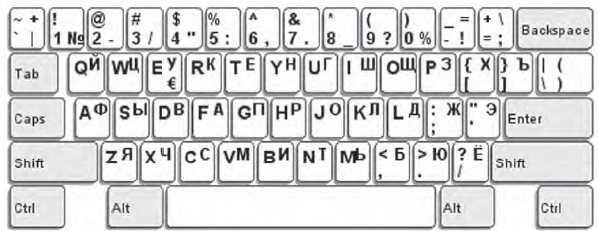 ~ + ! @ # $ % ^ & * ( ) _ = + \ Backspace
` | 1 № 2 - 3 / 4 " 5 : 6 , 7 . 8 _ 9 ? 0 % - ! = ;
Tab Q Й W Ц E У R К T Е Y Н U Г I Ш O Щ P З { Х } Ъ | (
€ [ ] \ )
Caps A Ф S Ы D В F А G П H Р J О K Л L Д : Ж " Э Enter
; '
Shift Z Я X Ч C С V М B И N Т M Ь < Б > Ю ? Ё Shift
, . /
Ctrl Alt Alt Ctrl